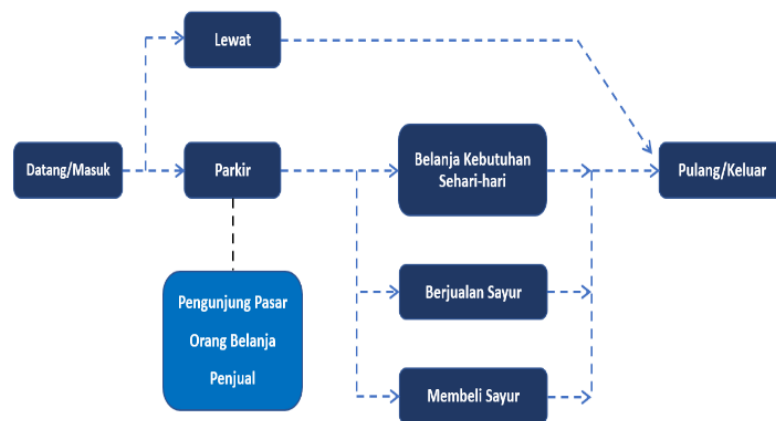 Lewat
Datang/Masuk
Parkir
Belanja Kebutuhan
Sehari-hari
Pulang/Keluar
Pengunjung Pasar
Orang Belanja
Penjual
Berjualan Sayur
Membeli Sayur